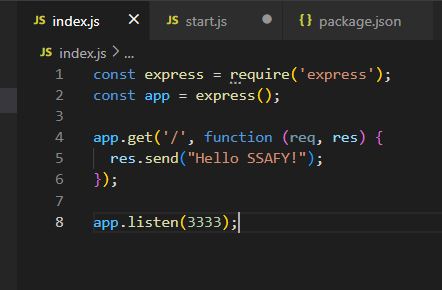 JS index.js × JS start.js ● {} package.json
JS index.js > ...
1 const express = require('express');
2 const app = express();
3
4 app.get('/', function (req, res) {
5 res.send("Hello SSAFY!");
6 });
7
8 app.listen(3333);